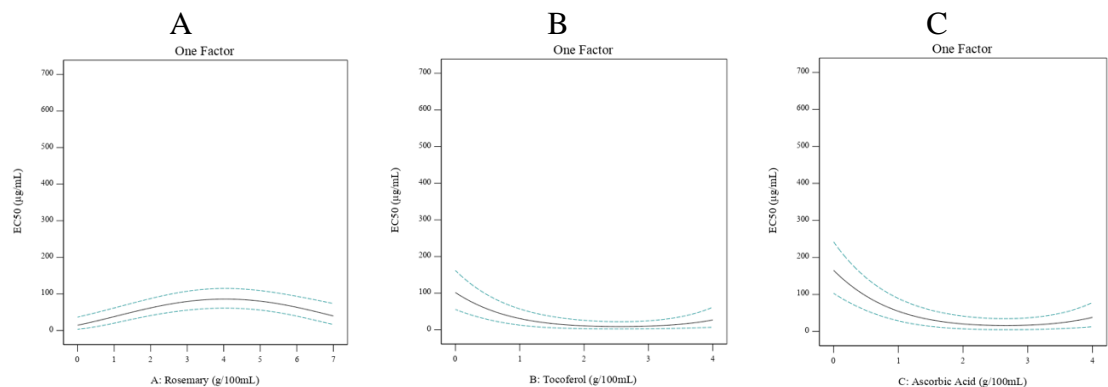 A
One Factor
700
600
500
400
300
200
100
0
EC50 (µg/mL)
0 1 2 3 4 5 6 7
A: Rosemary (g/100mL)
B
One Factor
700
600
500
400
300
200
100
0
EC50 (µg/mL)
0 1 2 3 4
B: Tocoferol (g/100mL)
C
One Factor
700
600
500
400
300
200
100
0
EC50 (µg/mL)
0 1 2 3 4
C: Ascorbic Acid (g/100mL)